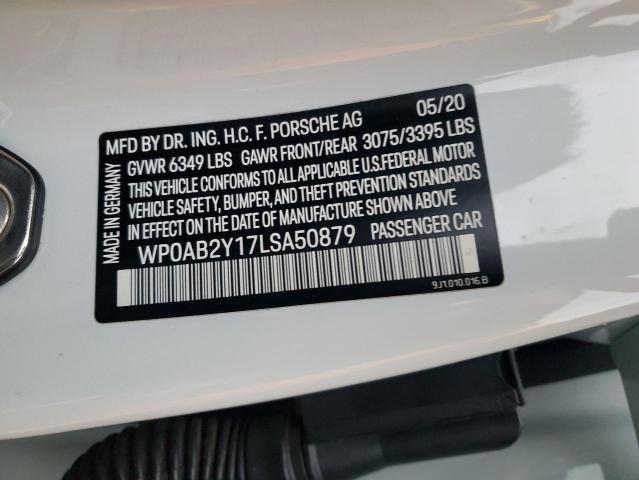 MFD BY DR. ING. H.C. F. PORSCHE AG 05/20
GVWR 6349 LBS GAWR FRONT/REAR 3075/3395 LBS
THIS VEHICLE CONFORMS TO ALL APPLICABLE U.S.FEDERAL MOTOR
VEHICLE SAFETY, BUMPER, AND THEFT PREVENTION STANDARDS
IN EFFECT ON THE DATE OF MANUFACTURE SHOWN ABOVE
WP0AB2Y17LSA50879 PASSENGER CAR
MADE IN GERMANY
9J1.010.016.B